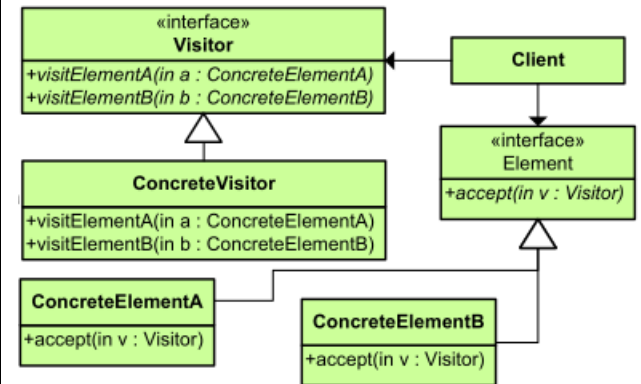 «interface»
Visitor
+visitElementA(in a : ConcreteElementA)
+visitElementB(in b : ConcreteElementB)
Client
«interface»
Element
+accept(in v : Visitor)
ConcreteVisitor
+visitElementA(in a : ConcreteElementA)
+visitElementB(in b : ConcreteElementB)
ConcreteElementA
+accept(in v : Visitor)
ConcreteElementB
+accept(in v : Visitor)